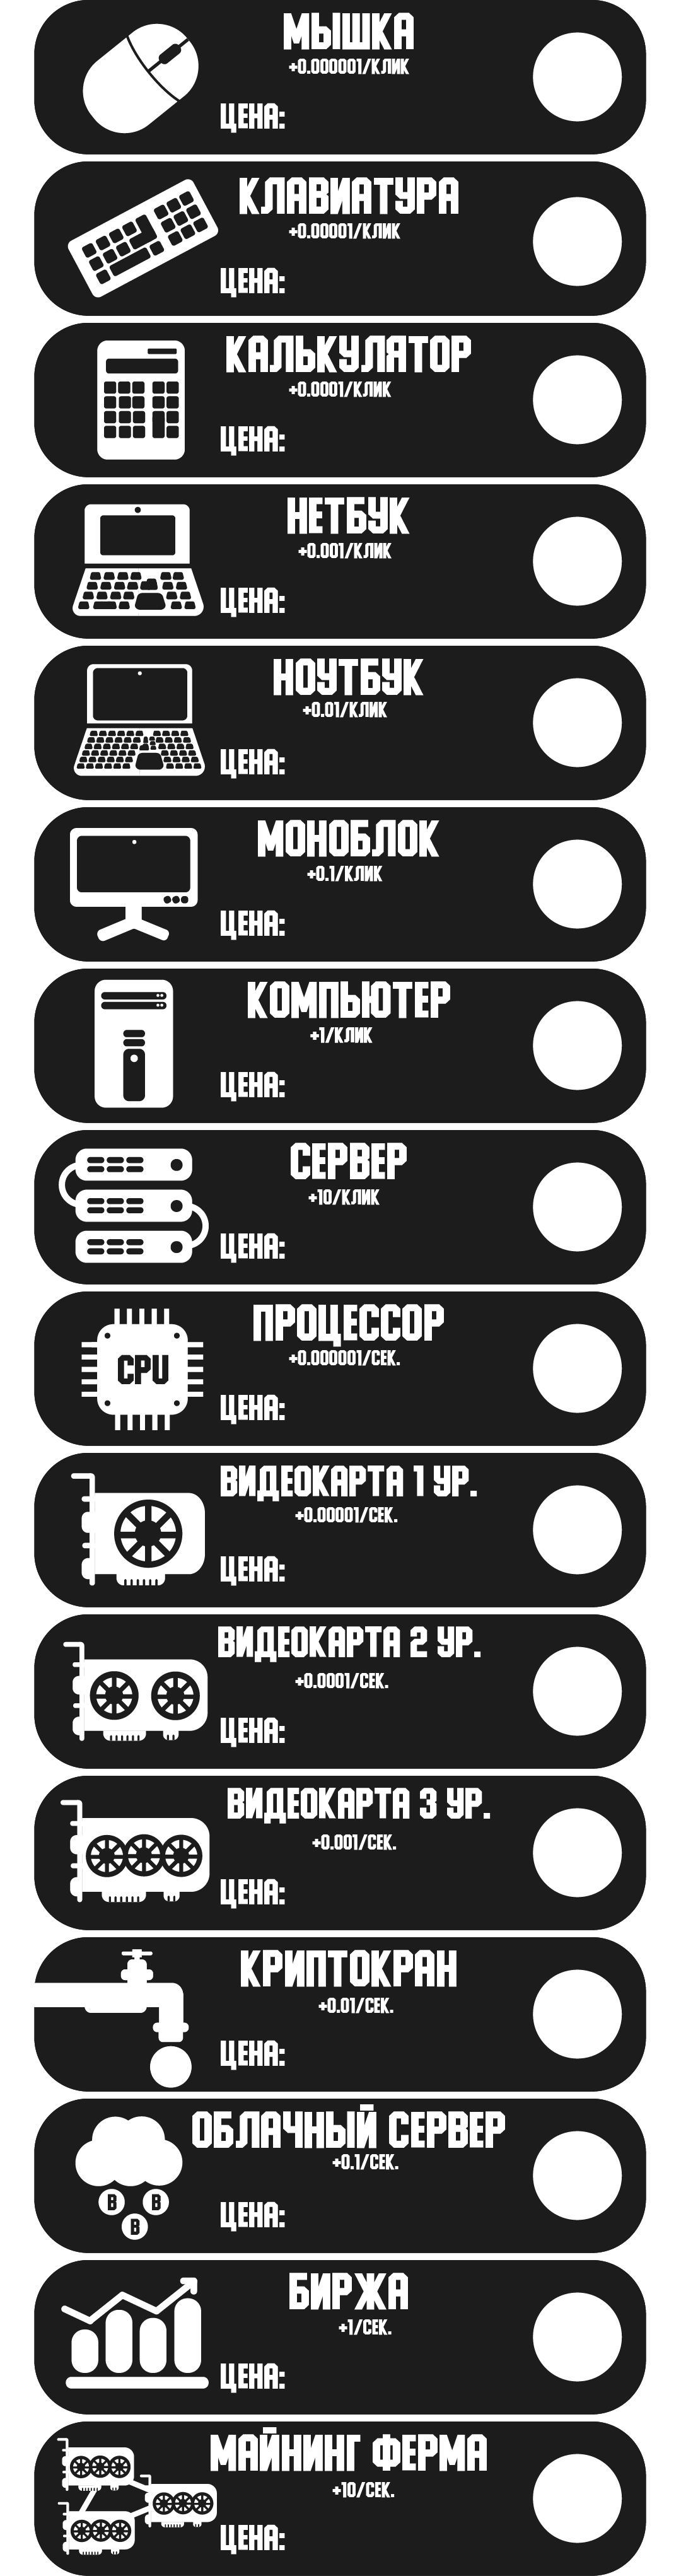 МЫШКА
+0.000001/КЛИК
ЦЕНА:
КЛАВИАТУРА
+0.00001/КЛИК
ЦЕНА:
КАЛЬКУЛЯТОР
+0.0001/КЛИК
ЦЕНА:
НЕТБУК
+0.001/КЛИК
ЦЕНА:
НОУТБУК
+0.01/КЛИК
ЦЕНА:
МОНОБЛОК
+0.1/КЛИК
ЦЕНА:
КОМПЬЮТЕР
+1/КЛИК
ЦЕНА:
СЕРВЕР
+10/КЛИК
ЦЕНА:
ПРОЦЕССОР
+0.000001/СЕК.
CPU
ЦЕНА:
ВИДЕОКАРТА 1 УР.
+0.00001/СЕК.
ЦЕНА:
ВИДЕОКАРТА 2 УР.
+0.0001/СЕК.
ЦЕНА:
ВИДЕОКАРТА 3 УР.
+0.001/СЕК.
ЦЕНА:
КРИПТОКРАН
+0.01/СЕК.
ЦЕНА:
ОБЛАЧНЫЙ СЕРВЕР
+0.1/СЕК.
B B
B
ЦЕНА:
БИРЖА
+1/СЕК.
ЦЕНА:
МАЙНИНГ ФЕРМА
+10/СЕК.
ЦЕНА: